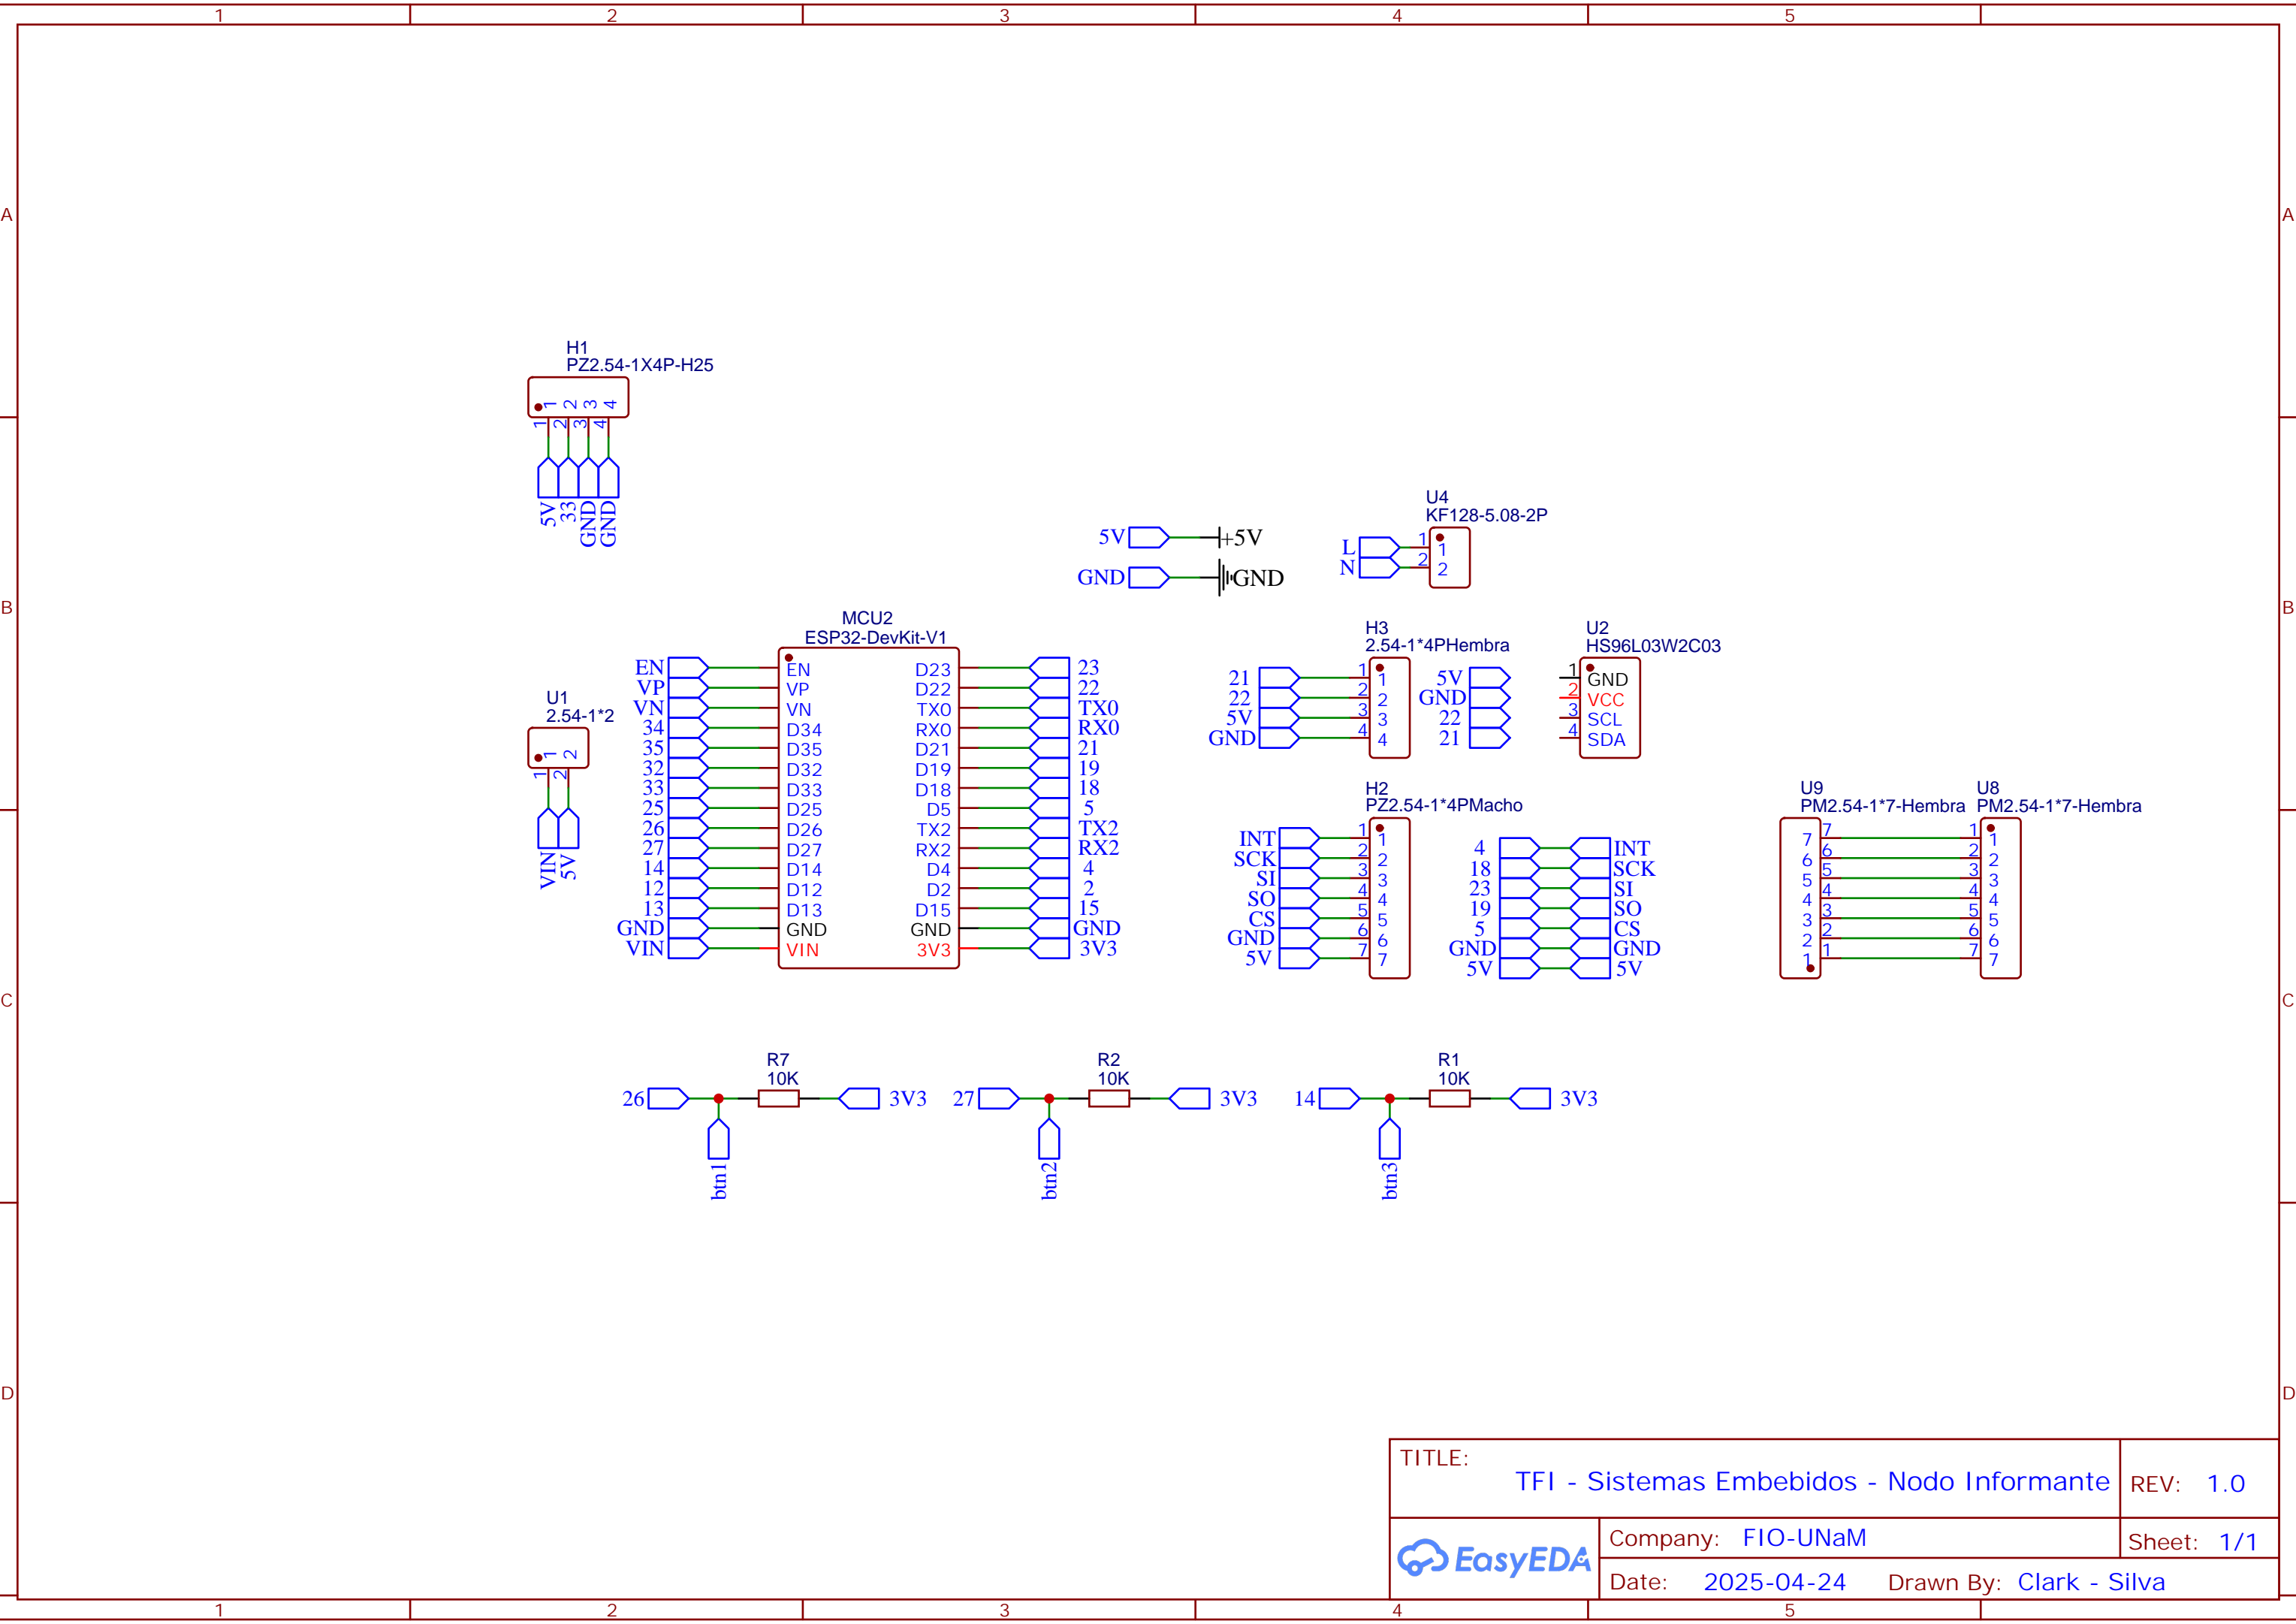 1 2 3 4 5
A A
H1
PZ2.54-1X4P-H25
1 2 3 4
1 2 3 4
5V 33 GND GND
5V +5V
GND GND
U4
KF128-5.08-2P
L 1 1
N 2 2
B B
MCU2
ESP32-DevKit-V1
EN EN D23 23
VP VP D22 22
VN VN TX0 TX0
34 D34 RX0 RX0
35 D35 D21 21
32 D32 D19 19
33 D33 D18 18
25 D25 D5 5
26 D26 TX2 TX2
27 D27 RX2 RX2
14 D14 D4 4
12 D12 D2 2
13 D13 D15 15
GND GND GND GND
VIN VIN 3V3 3V3
U1
2.54-1*2
1 2
1 2
VIN 5V
H3
2.54-1*4PHembra
21 1 1
22 2 2
5V 3 3
GND 4 4
5V
GND
22
21
U2
HS96L03W2C03
1 GND
2 VCC
3 SCL
4 SDA
H2
PZ2.54-1*4PMacho
INT 1 1
SCK 2 2
SI 3 3
SO 4 4
CS 5 5
GND 6 6
5V 7 7
4 INT
18 SCK
23 SI
19 SO
5 CS
GND GND
5V 5V
U9
PM2.54-1*7-Hembra
U8
PM2.54-1*7-Hembra
7 7 1 1
6 6 2 2
5 5 3 3
4 4 4 4
3 3 5 5
2 2 6 6
1 1 7 7
C C
R7
10K
26 3V3
btn1
R2
10K
27 3V3
btn2
R1
10K
14 3V3
btn3
D D
TITLE:
TFI - Sistemas Embebidos - Nodo Informante
REV: 1.0
EasyEDA
Company: FIO-UNaM
Sheet: 1/1
Date: 2025-04-24 Drawn By: Clark - Silva
1 2 3 4 5